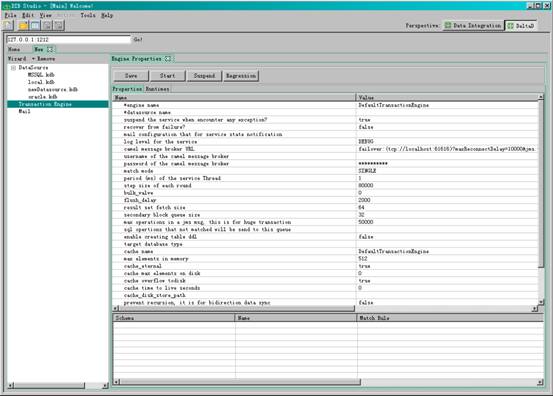 Studio - [Main] Welcome!
File Edit View Tools Help
Perspective: Data Integration DeltaD
127.0.0.1:1212 Go!
Home New
Wizard Remove Engine Properties
Save Start Suspend Regression
DataSource
MSSQL.kdb
local.kdb
newDatasource.kdb
oracle.kdb
Transaction Engine
Mail
Properties Runtimes
Name Value
*engine name DefaultTransactionEngine
*datasource name
suspend the service when encounter any exception? true
recover from failure? false
mail configuration that for service stats notification
log level for the service DEBUG
camel message broker URL failover:(tcp://localhost:61616)?maxReconnectDelay=10000&jms.
username of the camel message broker
password of the camel message broker **********
match mode SINGLE
period (ms) of the service Thread 1
step size of each round 80000
bulk_valve 0
flush_delay 2000
result set fetch size 64
secondary block queue size 32
max operations in a jms msg, this is for huge transaction 50000
sql opertions that not matched will be send to this queue
enable creating table ddl false
target database type
cache name DefaultTransactionEngine
max elements in memory 512
cache_eternal true
cache max elements on disk 0
cache overflow todisk true
cache time to live seconds 0
cache_disk_store_path
prevent recursion, it is for bidirection data sync false
Schema Name Match Rule